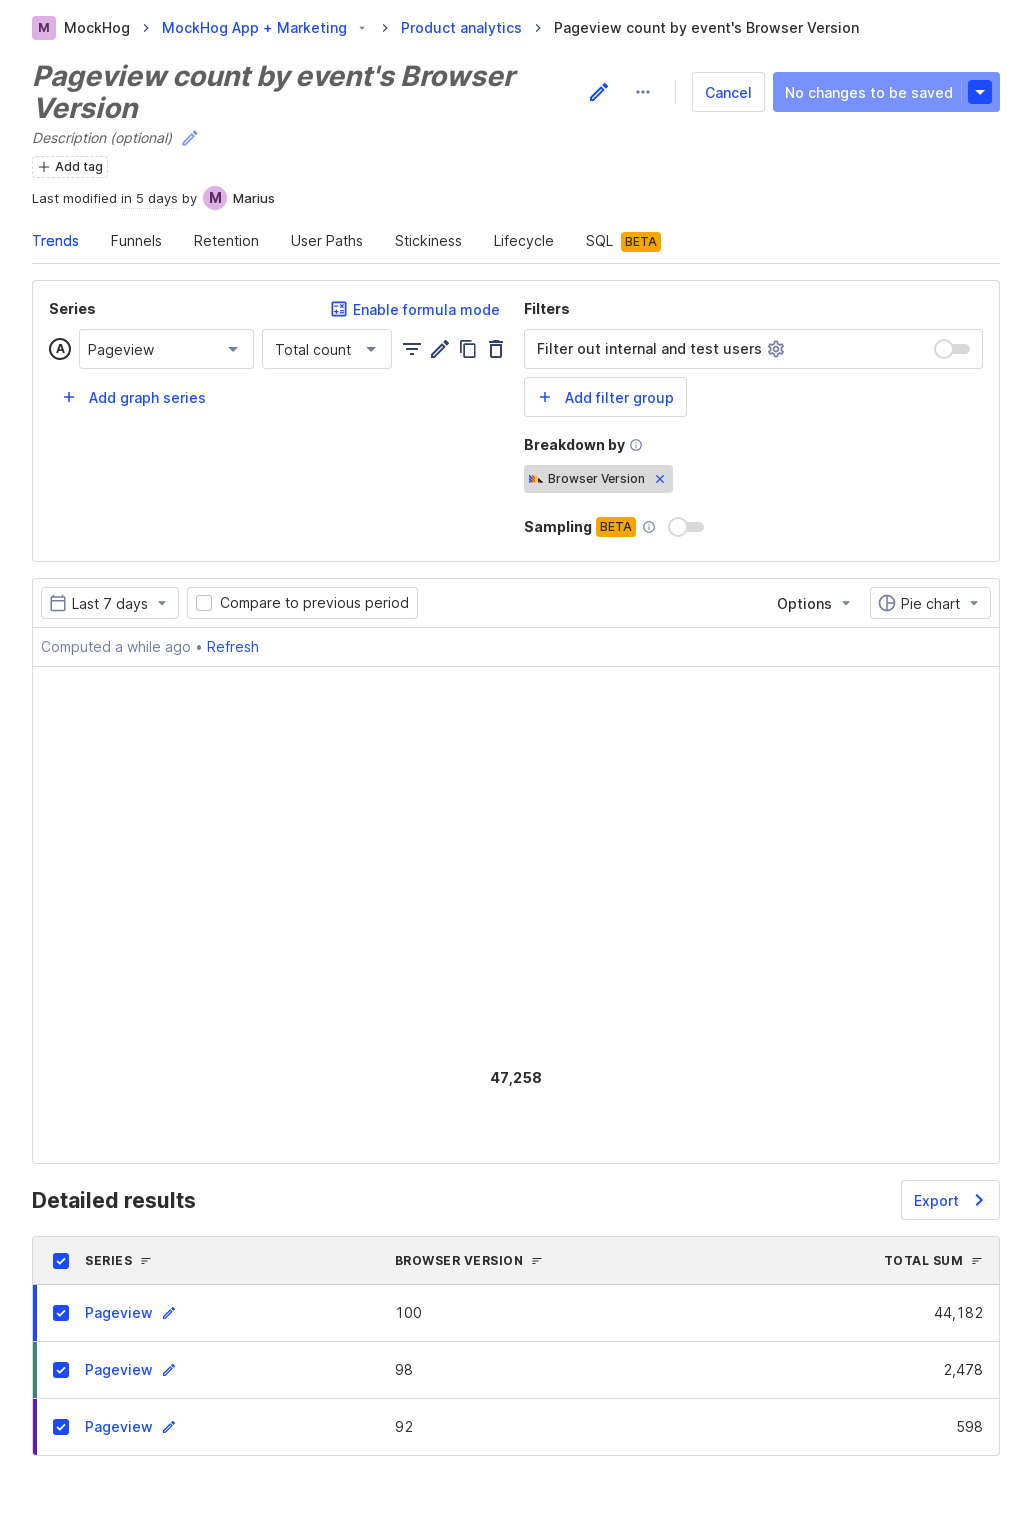 M MockHog MockHog App + Marketing Product analytics Pageview count by event's Browser Version
Pageview count by event's Browser
Version
Cancel
No changes to be saved
Description (optional)
Add tag
Last modified in 5 days by M Marius
Trends Funnels Retention User Paths Stickiness Lifecycle SQL BETA
Series
Enable formula mode
A Pageview Total count
Add graph series
Filters
Filter out internal and test users
Add filter group
Breakdown by
Browser Version
Sampling BETA
Last 7 days Compare to previous period Options Pie chart
Computed a while ago • Refresh
47,258
Detailed results Export
SERIES BROWSER VERSION TOTAL SUM
Pageview 100 44,182
Pageview 98 2,478
Pageview 92 598